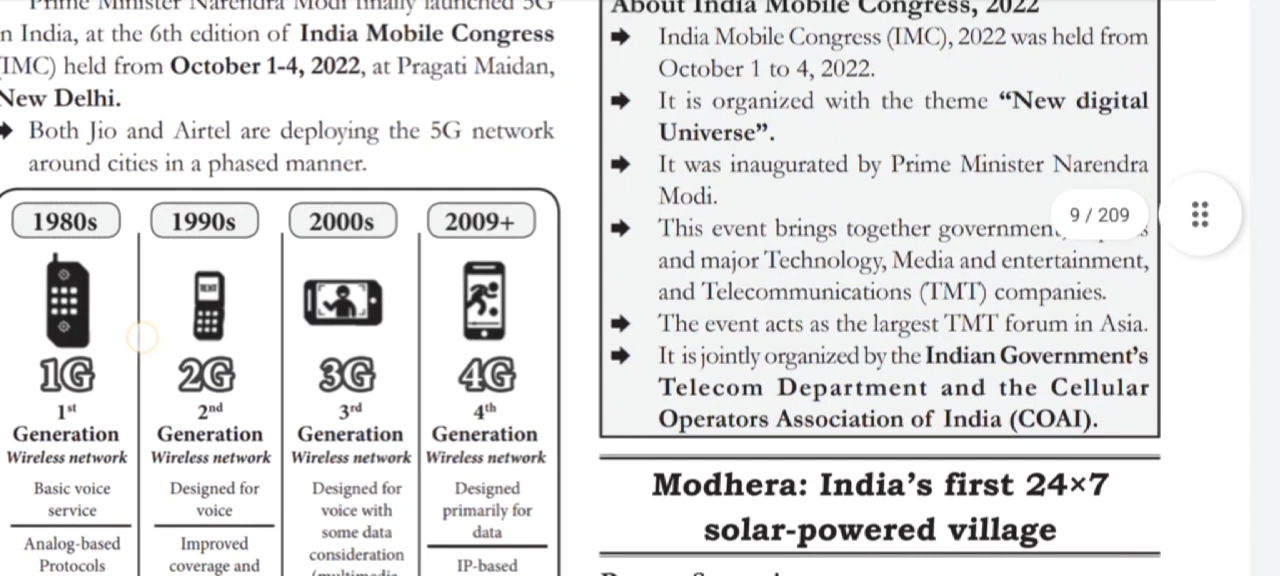 Prime Minister Narendra Modi finally launched 5G
n India, at the 6th edition of India Mobile Congress
(IMC) held from October 1-4, 2022, at Pragati Maidan,
New Delhi.
➔ Both Jio and Airtel are deploying the 5G network
around cities in a phased manner.
1980s 1990s 2000s 2009+
TEXT
1G 2G 3G 4G
1st 2nd 3rd 4th
Generation Generation Generation Generation
Wireless network Wireless network Wireless network Wireless network
Basic voice
service
Analog-based
Protocols
Designed for
voice
Improved
coverage and
Designed for
voice with
some data
consideration
(multimedia
Designed
primarily for
data
IP-based
About India Mobile Congress, 2022
➔ India Mobile Congress (IMC), 2022 was held from
October 1 to 4, 2022.
➔ It is organized with the theme “New digital
Universe”.
➔ It was inaugurated by Prime Minister Narendra
Modi.
➔ This event brings together government,
and major Technology, Media and entertainment,
and Telecommunications (TMT) companies.
➔ The event acts as the largest TMT forum in Asia.
➔ It is jointly organized by the Indian Government’s
Telecom Department and the Cellular
Operators Association of India (COAI).
9 / 209
Modhera: India’s first 24×7
solar-powered village